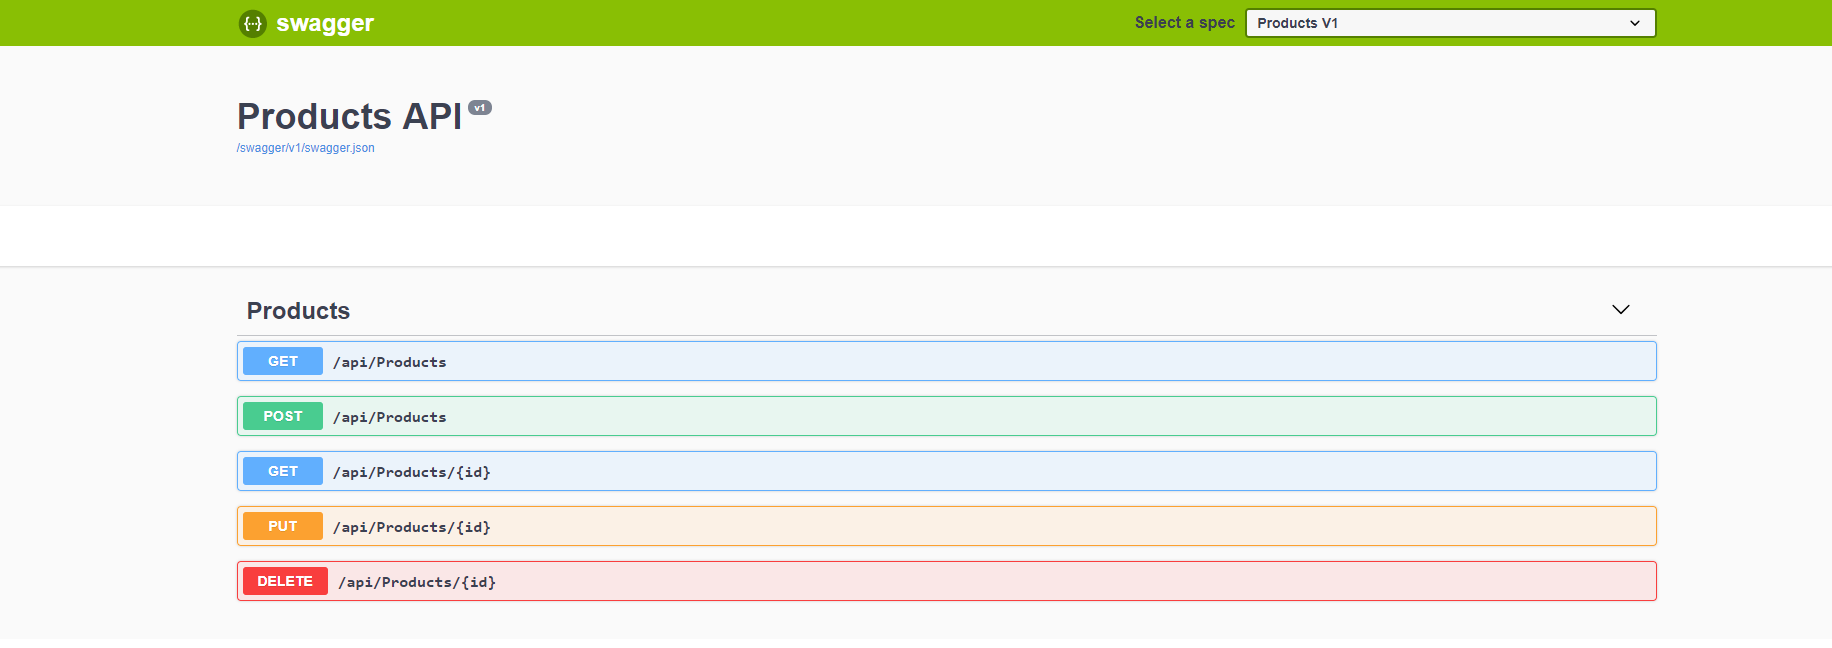 {···} swagger
Select a spec Products V1
Products API v1
/swagger/v1/swagger.json
Products
GET /api/Products
POST /api/Products
GET /api/Products/{id}
PUT /api/Products/{id}
DELETE /api/Products/{id}